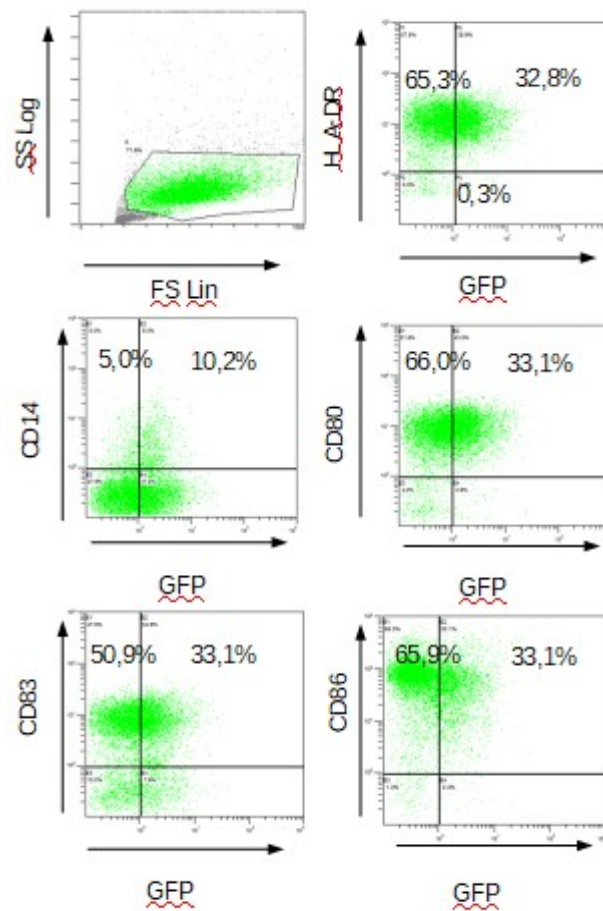 SS Log
FS Lin
HLA-DR
65,3% 32,8%
0,3%
GFP
CD14
5,0% 10,2%
GFP
CD80
66,0% 33,1%
GFP
CD83
50,9% 33,1%
GFP
CD86
65,9% 33,1%
GFP